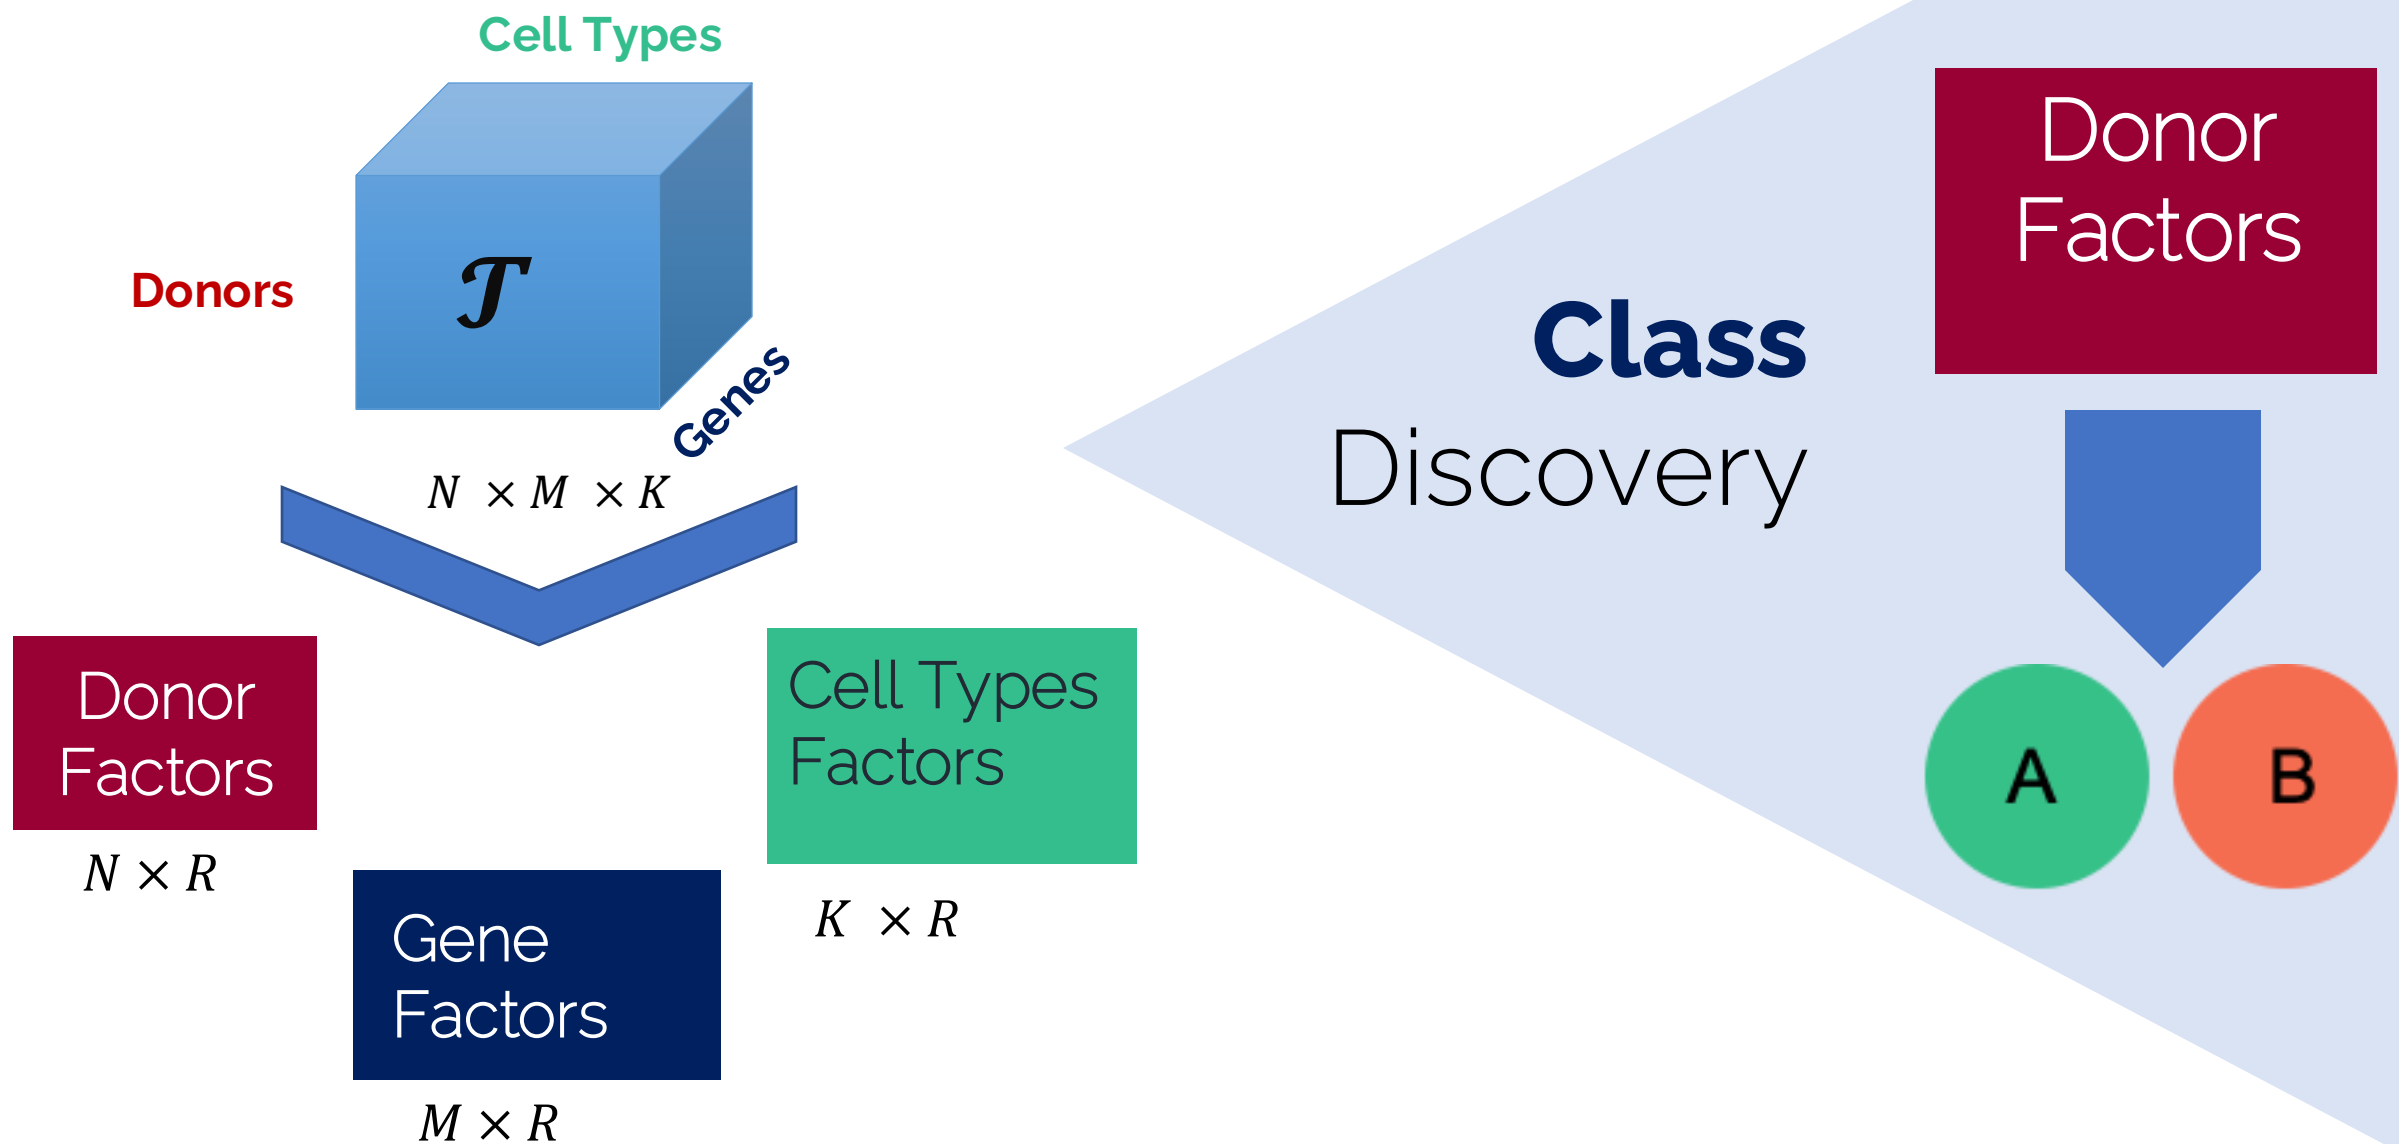 Cell Types
Donors
𝓣
Genes
N × M × K
Donor
Factors
N × R
Gene
Factors
M × R
Cell Types
Factors
K × R
Class
Discovery
Donor
Factors
A
B